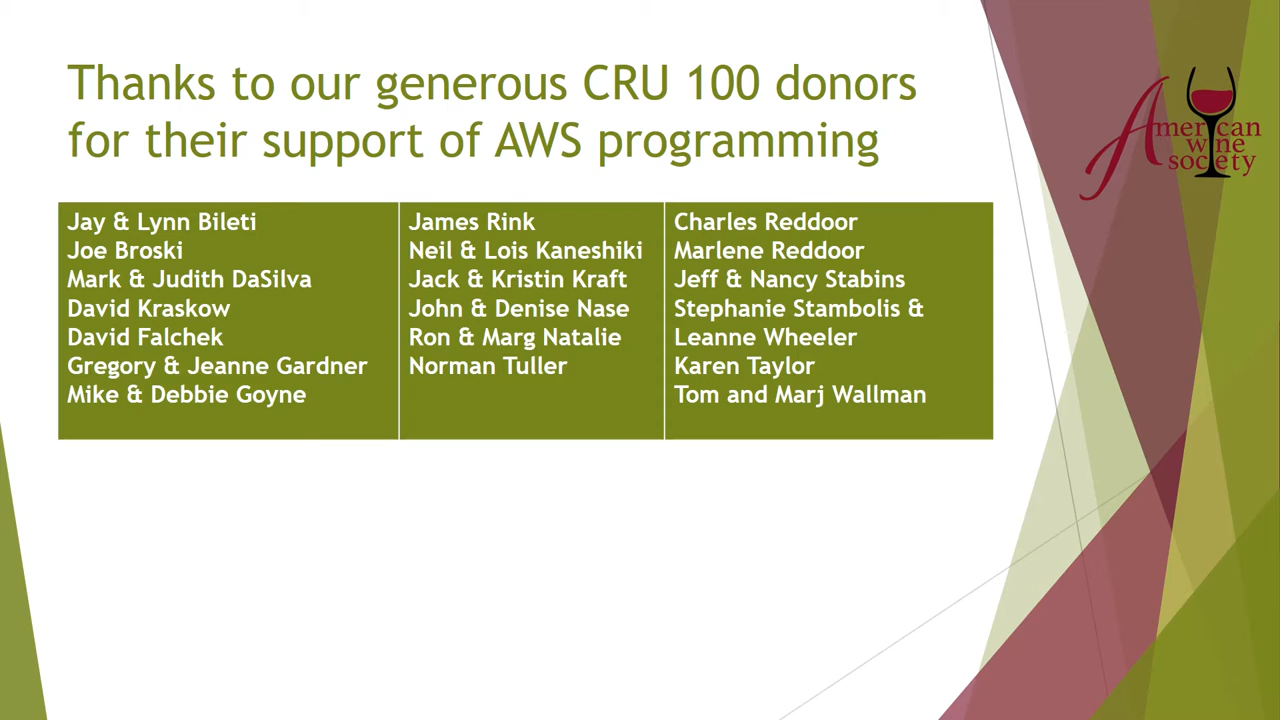 Thanks to our generous CRU 100 donors
for their support of AWS programming
American
wine
society
Jay & Lynn Bileti
Joe Broski
Mark & Judith DaSilva
David Kraskow
David Falchek
Gregory & Jeanne Gardner
Mike & Debbie Goyne
James Rink
Neil & Lois Kaneshiki
Jack & Kristin Kraft
John & Denise Nase
Ron & Marg Natalie
Norman Tuller
Charles Reddoor
Marlene Reddoor
Jeff & Nancy Stabins
Stephanie Stambolis &
Leanne Wheeler
Karen Taylor
Tom and Marj Wallman